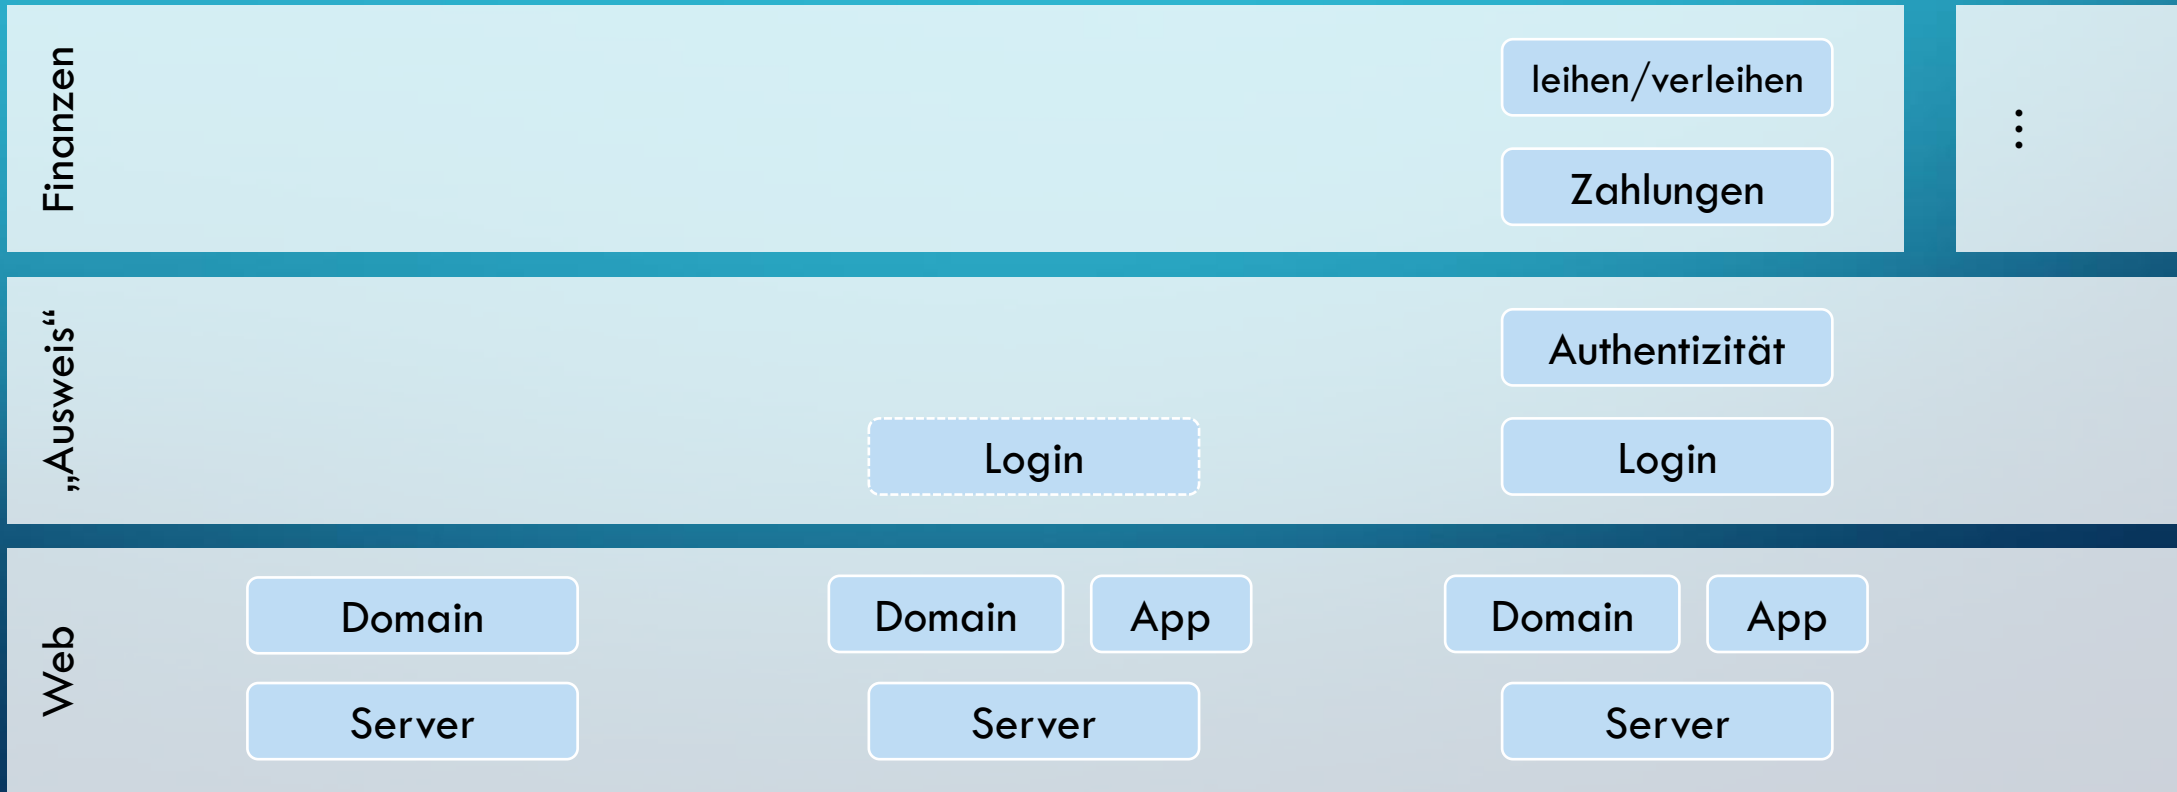 Finanzen
leihen/verleihen
Zahlungen
⋮
„Ausweis“
Authentizität
Login
Login
Web
Domain
Domain
App
Domain
App
Server
Server
Server